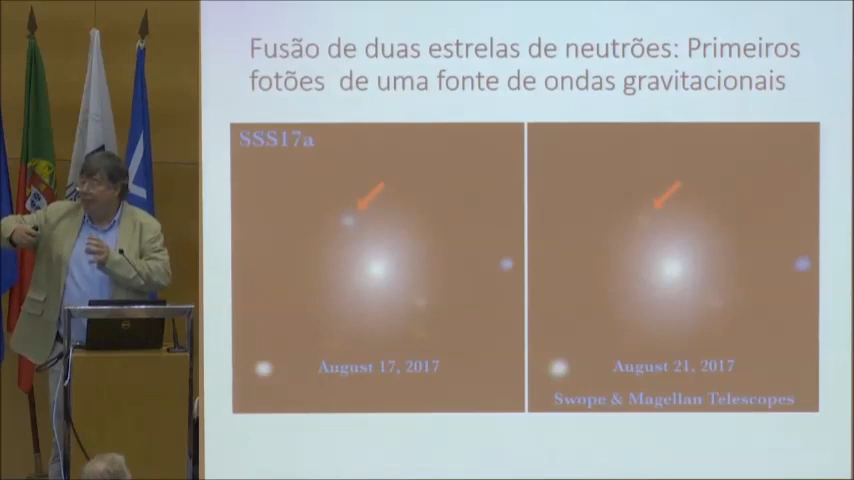 Fusão de duas estrelas de neutrões: Primeiros
fotões de uma fonte de ondas gravitacionais
SSS17a
August 17, 2017
August 21, 2017
Swope & Magellan Telescopes